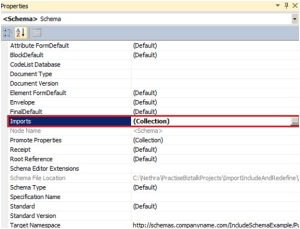 Properties
<Schema> Schema
Attribute FormDefault (Default)
BlockDefault (Default)
CodeList Database
Document Type
Document Version
Element FormDefault (Default)
Envelope (Default)
FinalDefault (Default)
Imports (Collection)
Node Name <Schema>
Promote Properties (Collection)
Receipt (Default)
Root Reference (Default)
Schema Editor Extensions
Schema File Location C:\Nethra\PractiseBiztalkProjects\ImportIncludeAndRedefine\
Schema Type (Default)
Specification Name
Standard (Default)
Standard Version
Target Namespace http://schemas.companyname.com/IncludeSchemaExample/